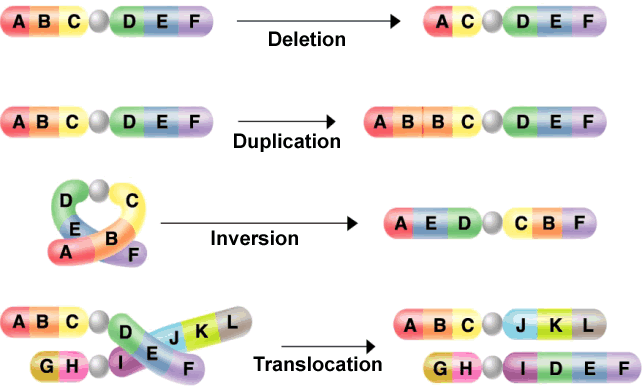 A B C D E F
Deletion
A C D E F
A B C D E F
Duplication
A B B C D E F
D C
E B
A F
Inversion
A E D C B F
A B C D E F
G H I J K L
Translocation
A B C J K L
G H I D E F